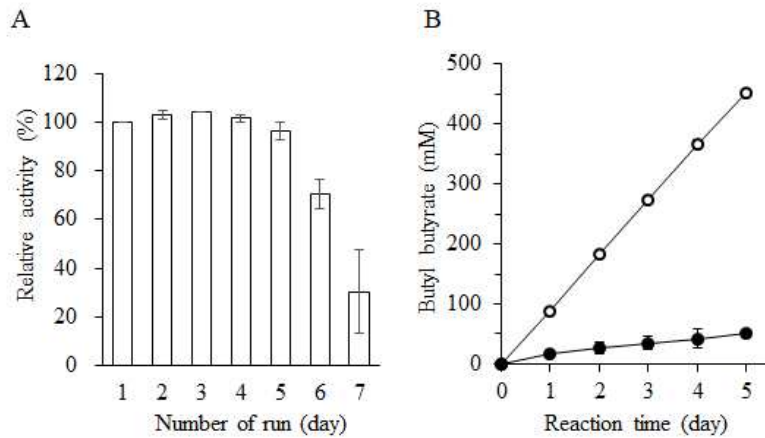 A
B
Relative activity (%)
120
100
80
60
40
20
0
1 2 3 4 5 6 7
Number of run (day)
Butyl butyrate (mM)
500
400
300
200
100
0
0 1 2 3 4 5
Reaction time (day)